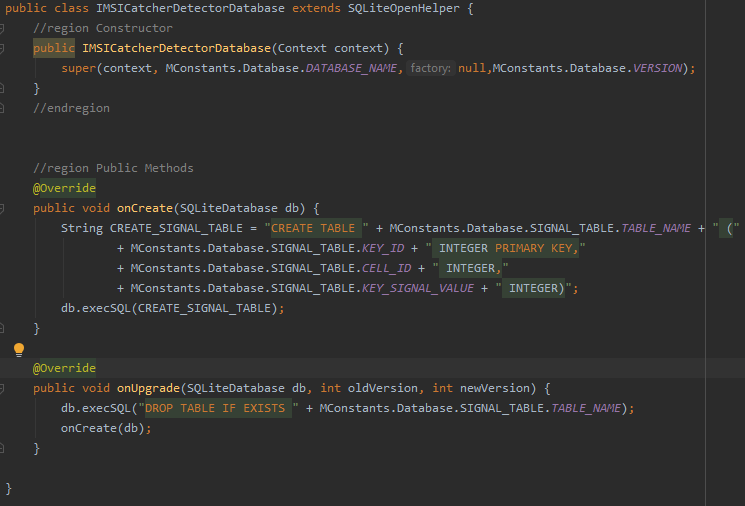 public class IMSICatcherDetectorDatabase extends SQLiteOpenHelper {
//region Constructor
public IMSICatcherDetectorDatabase(Context context) {
super(context, MConstants.Database.DATABASE_NAME, factory: null,MConstants.Database.VERSION);
}
//endregion
//region Public Methods
@Override
public void onCreate(SQLiteDatabase db) {
String CREATE_SIGNAL_TABLE = "CREATE TABLE " + MConstants.Database.SIGNAL_TABLE.TABLE_NAME + " ("
+ MConstants.Database.SIGNAL_TABLE.KEY_ID + " INTEGER PRIMARY KEY,"
+ MConstants.Database.SIGNAL_TABLE.CELL_ID + " INTEGER,"
+ MConstants.Database.SIGNAL_TABLE.KEY_SIGNAL_VALUE + " INTEGER)";
db.execSQL(CREATE_SIGNAL_TABLE);
}
@Override
public void onUpgrade(SQLiteDatabase db, int oldVersion, int newVersion) {
db.execSQL("DROP TABLE IF EXISTS " + MConstants.Database.SIGNAL_TABLE.TABLE_NAME);
onCreate(db);
}
}